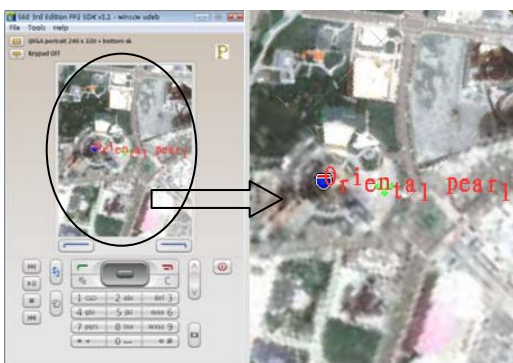 S60 3rd Edition FP2 SDK v1.1 - winscw udeb
File Tools Help
QVGA portrait 240 x 320 + bottom sk
Keypad Off
P
Oriental pearl
Oriental pearl
C
1 2 abc def 3
4 ghi 5 jkl mno 6
7 pqrs 8 tuv wxyz 9
* + 0 #